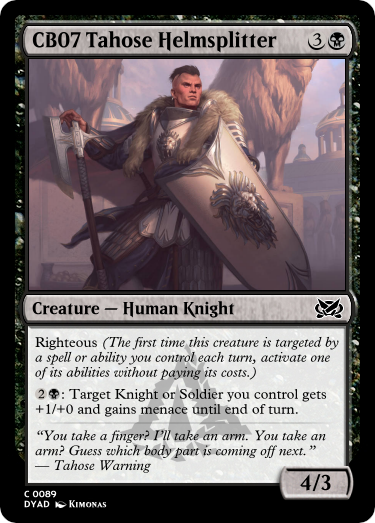 CB07 Tahose Helmsplitter 3
Creature — Human Knight
Righteous (The first time this creature is targeted
by a spell or ability you control each turn, activate one
of its abilities without paying its costs.)
2: Target Knight or Soldier you control gets
+1/+0 and gains menace until end of turn.
“You take a finger? I'll take an arm. You take an
arm? Guess which body part is coming off next.”
— Tahose Warning
4/3
C 0089
DYAD Kimonas